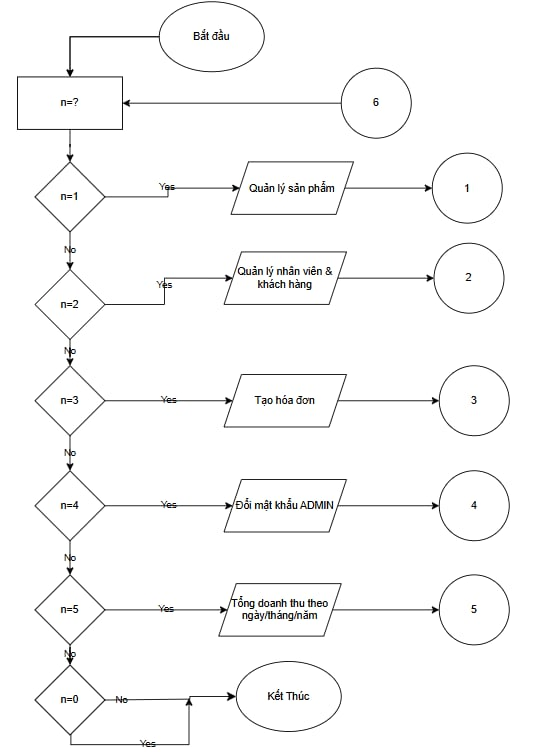 Bắt đầu
n=?
6
n=1
Yes
Quản lý sản phẩm
1
No
n=2
Yes
Quản lý nhân viên &
khách hàng
2
No
n=3
Yes
Tạo hóa đơn
3
No
n=4
Yes
Đổi mật khẩu ADMIN
4
No
n=5
Yes
Tổng doanh thu theo
ngày/tháng/năm
5
No
n=0
No
Kết Thúc
Yes